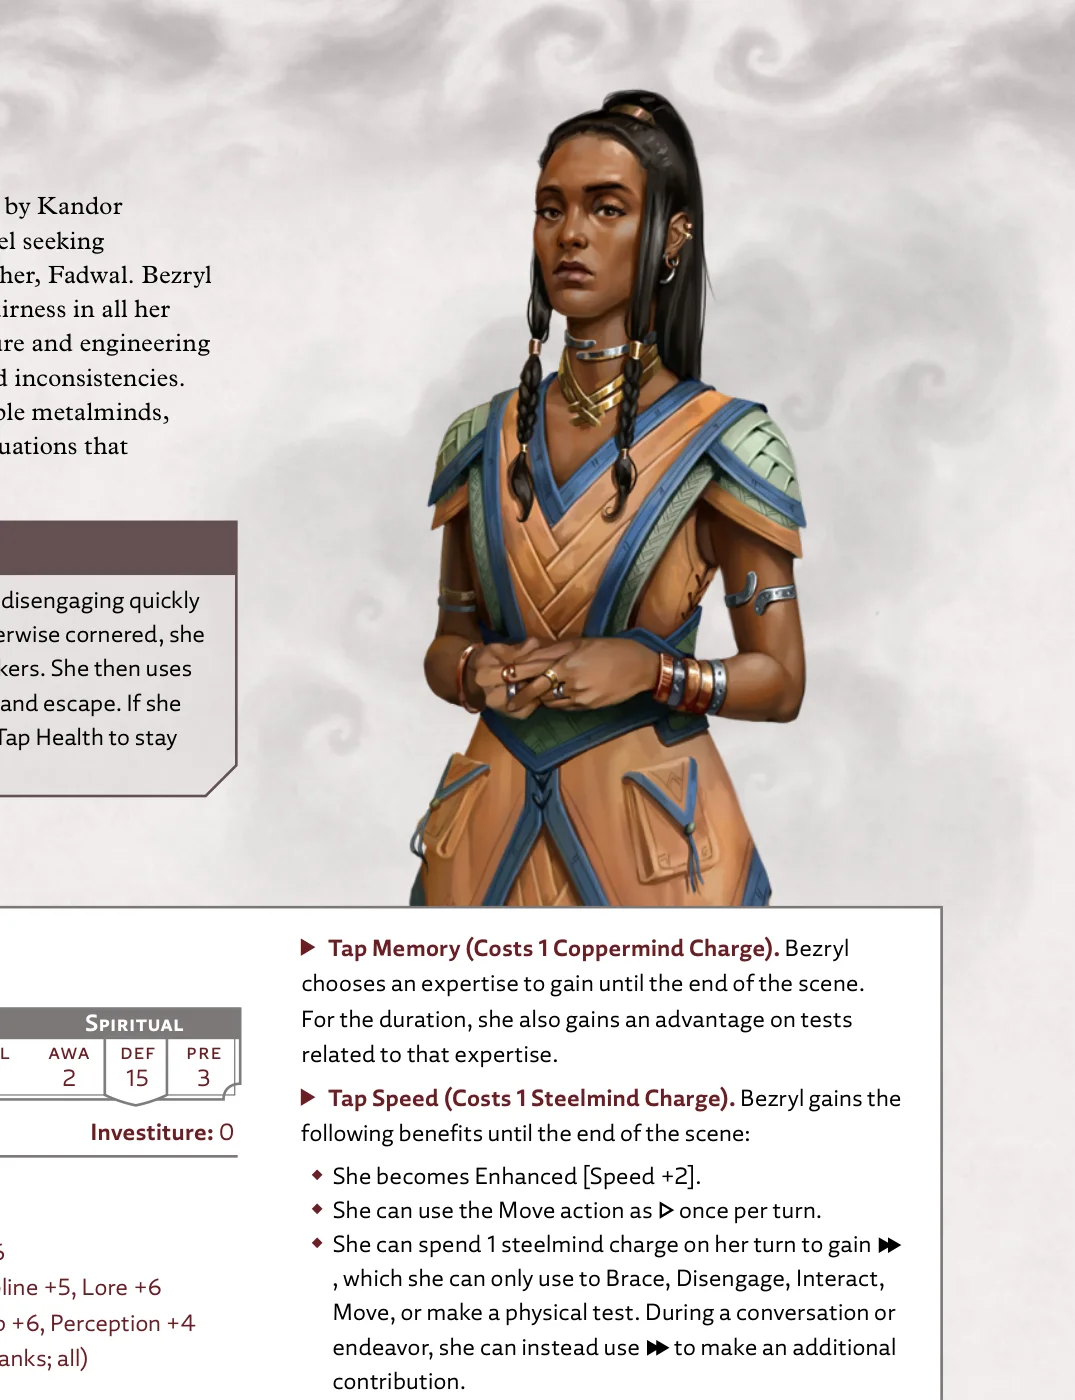 by Kandor
el seeking
her, Fadwal. Bezryl
irness in all her
ure and engineering
d inconsistencies.
ble metalminds,
uations that
disengaging quickly
erwise cornered, she
kers. She then uses
and escape. If she
Tap Health to stay
Spiritual
L AWA DEF PRE
2 15 3
Investiture: 0
6
line +5, Lore +6
p +6, Perception +4
anks; all)
▶ Tap Memory (Costs 1 Coppermind Charge). Bezryl
chooses an expertise to gain until the end of the scene.
For the duration, she also gains an advantage on tests
related to that expertise.
▶ Tap Speed (Costs 1 Steelmind Charge). Bezryl gains the
following benefits until the end of the scene:
◆ She becomes Enhanced [Speed +2].
◆ She can use the Move action as ▷ once per turn.
◆ She can spend 1 steelmind charge on her turn to gain ▶▶
, which she can only use to Brace, Disengage, Interact,
Move, or make a physical test. During a conversation or
endeavor, she can instead use ▶▶ to make an additional
contribution.